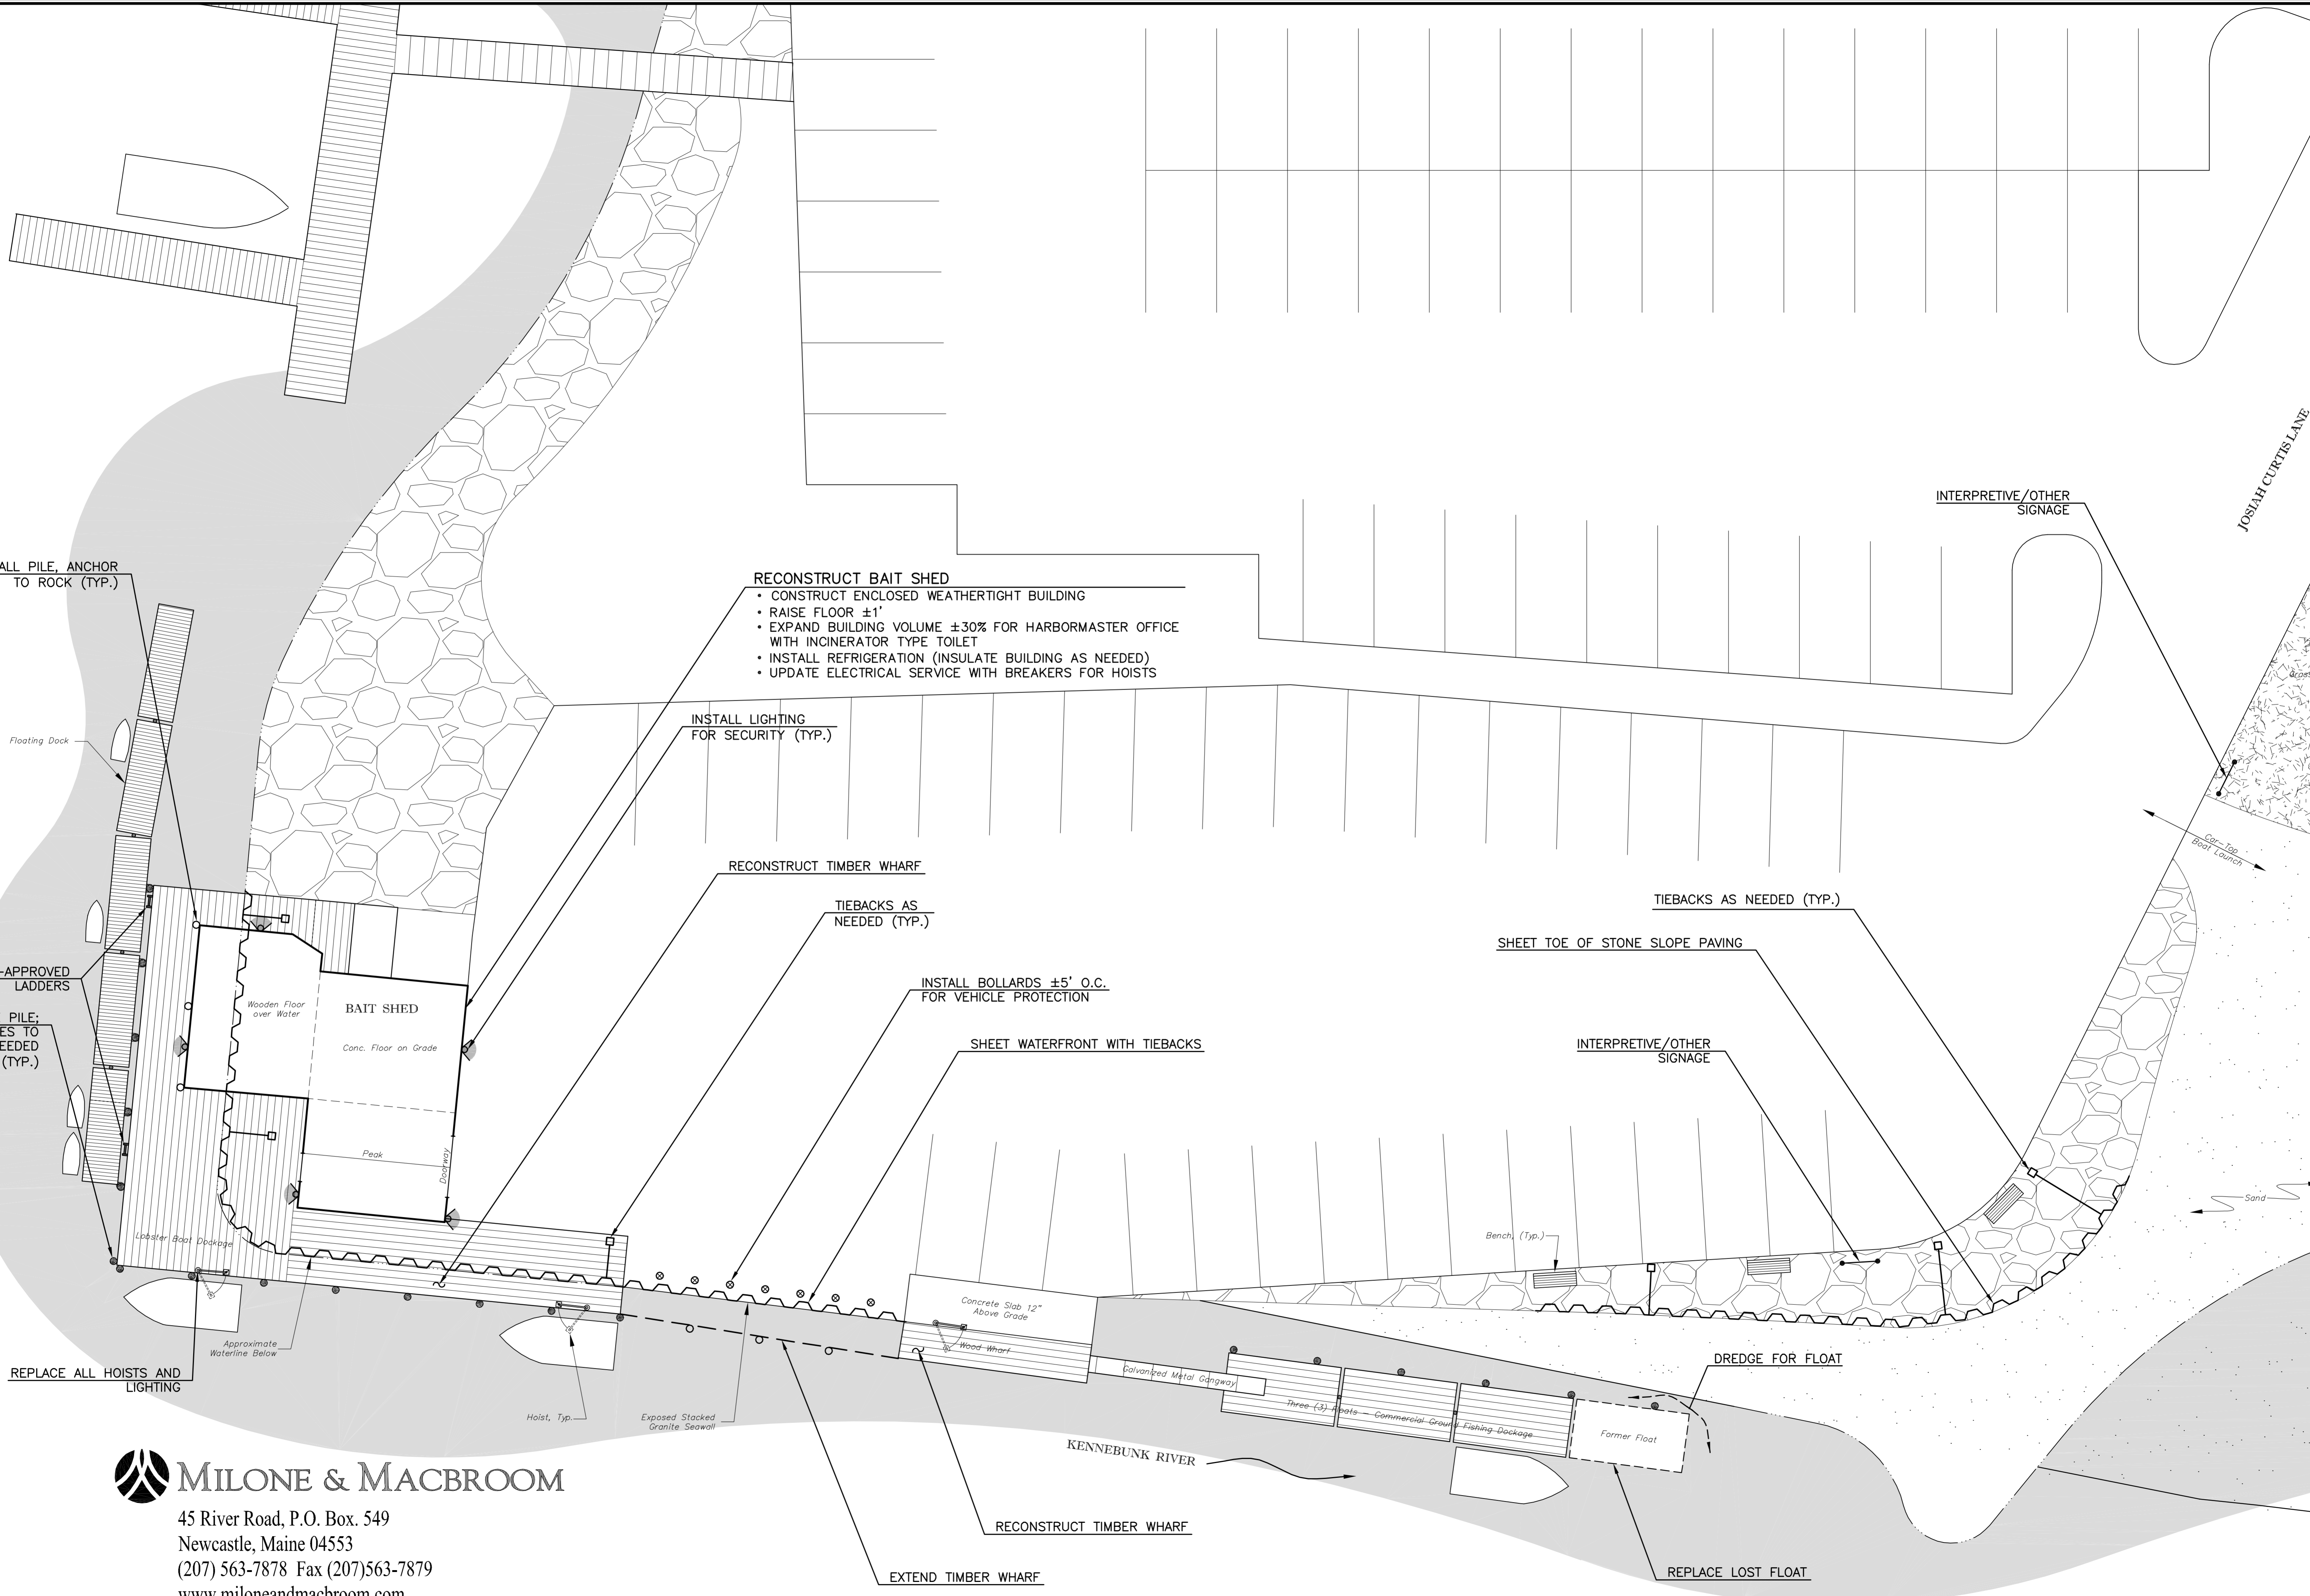 INTERPRETIVE/OTHER
SIGNAGE
JOSIAH CURTIS LANE
ALL PILE, ANCHOR
TO ROCK (TYP.)
RECONSTRUCT BAIT SHED
• CONSTRUCT ENCLOSED WEATHERTIGHT BUILDING
• RAISE FLOOR ±1'
• EXPAND BUILDING VOLUME ±30% FOR HARBORMASTER OFFICE
WITH INCINERATOR TYPE TOILET
• INSTALL REFRIGERATION (INSULATE BUILDING AS NEEDED)
• UPDATE ELECTRICAL SERVICE WITH BREAKERS FOR HOISTS
INSTALL LIGHTING
FOR SECURITY (TYP.)
Floating Dock
Car-Top
Boat Launch
RECONSTRUCT TIMBER WHARF
TIEBACKS AS
NEEDED (TYP.)
TIEBACKS AS NEEDED (TYP.)
SHEET TOE OF STONE SLOPE PAVING
-APPROVED
LADDERS
INSTALL BOLLARDS ±5' O.C.
FOR VEHICLE PROTECTION
Wooden Floor
over Water
BAIT SHED
Conc. Floor on Grade
PILE;
ES TO
EEDED
(TYP.)
SHEET WATERFRONT WITH TIEBACKS
INTERPRETIVE/OTHER
SIGNAGE
Peak
Doorway
Sand
Lobster Boat Dockage
Bench, (Typ.)
Concrete Slab 12"
Above Grade
Wood Wharf
Approximate
Waterline Below
REPLACE ALL HOISTS AND
LIGHTING
Galvanized Metal Gangway
DREDGE FOR FLOAT
Hoist, Typ.
Exposed Stacked
Granite Seawall
Three (3) Floats - Commercial Ground Fishing Dockage
Former Float
KENNEBUNK RIVER
MILONE & MACBROOM
45 River Road, P.O. Box. 549
Newcastle, Maine 04553
(207) 563-7878 Fax (207)563-7879
www.miloneandmacbroom.com
RECONSTRUCT TIMBER WHARF
EXTEND TIMBER WHARF
REPLACE LOST FLOAT